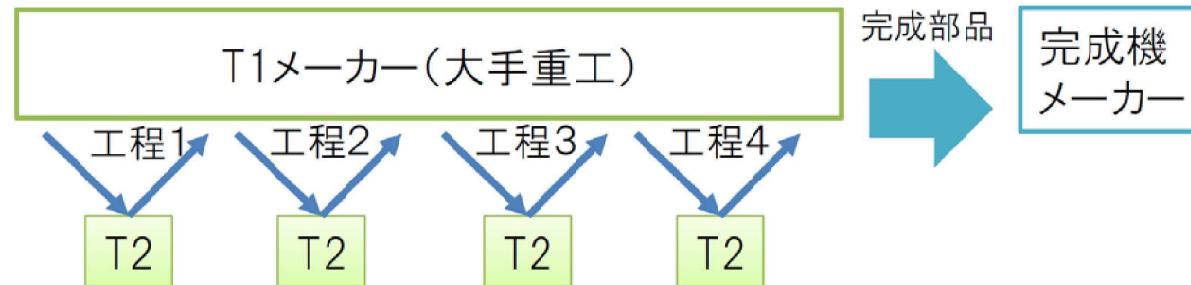 T1メーカー(大手重工)
完成部品
完成機
メーカー
工程1
工程2
工程3
工程4
T2
T2
T2
T2